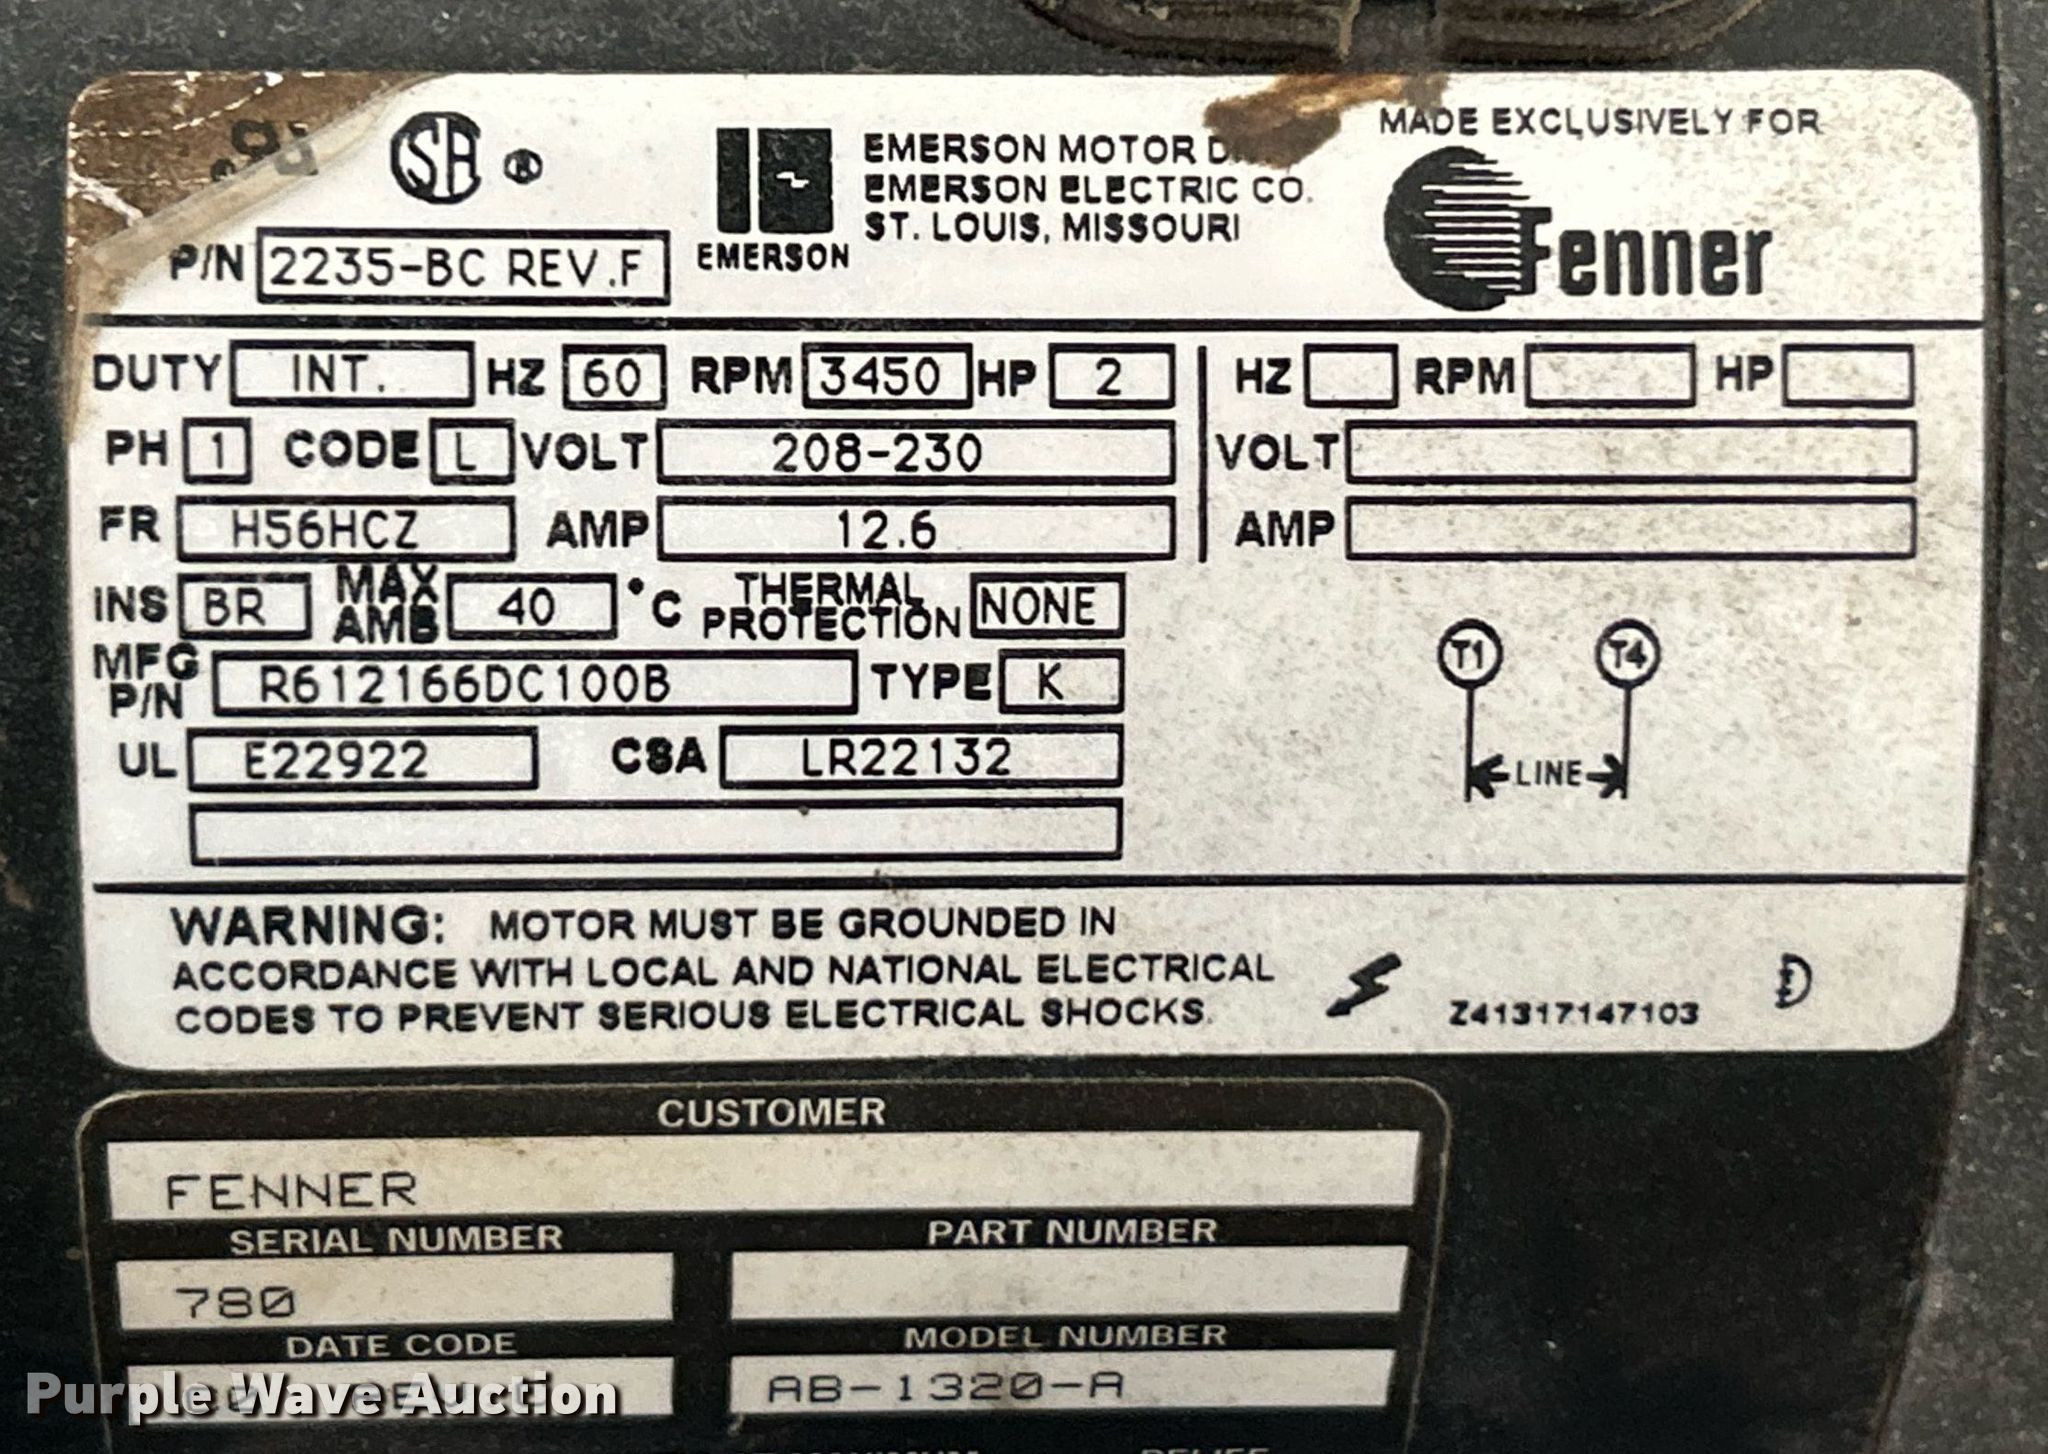 MADE EXCLUSIVELY FOR
EMERSON MOTOR
EMERSON ELECTRIC CO.
ST. LOUIS, MISSOURI
EMERSON
Fenner
P/N 2235-BC REV.F
DUTY INT. HZ 60 RPM 3450 HP 2 HZ RPM HP
PH 1 CODE L VOLT 208-230 VOLT
FR H56HCZ AMP 12.6 AMP
INS BR MAX AMB 40 °C THERMAL PROTECTION NONE
MFG P/N R612166DC100B TYPE K
T1 T4
LINE
UL E22922 CSA LR22132
WARNING: MOTOR MUST BE GROUNDED IN
ACCORDANCE WITH LOCAL AND NATIONAL ELECTRICAL
CODES TO PREVENT SERIOUS ELECTRICAL SHOCKS.
Z41317147103
CUSTOMER
FENNER
SERIAL NUMBER PART NUMBER
780
DATE CODE MODEL NUMBER
AB-1320-A
Purple Wave Auction